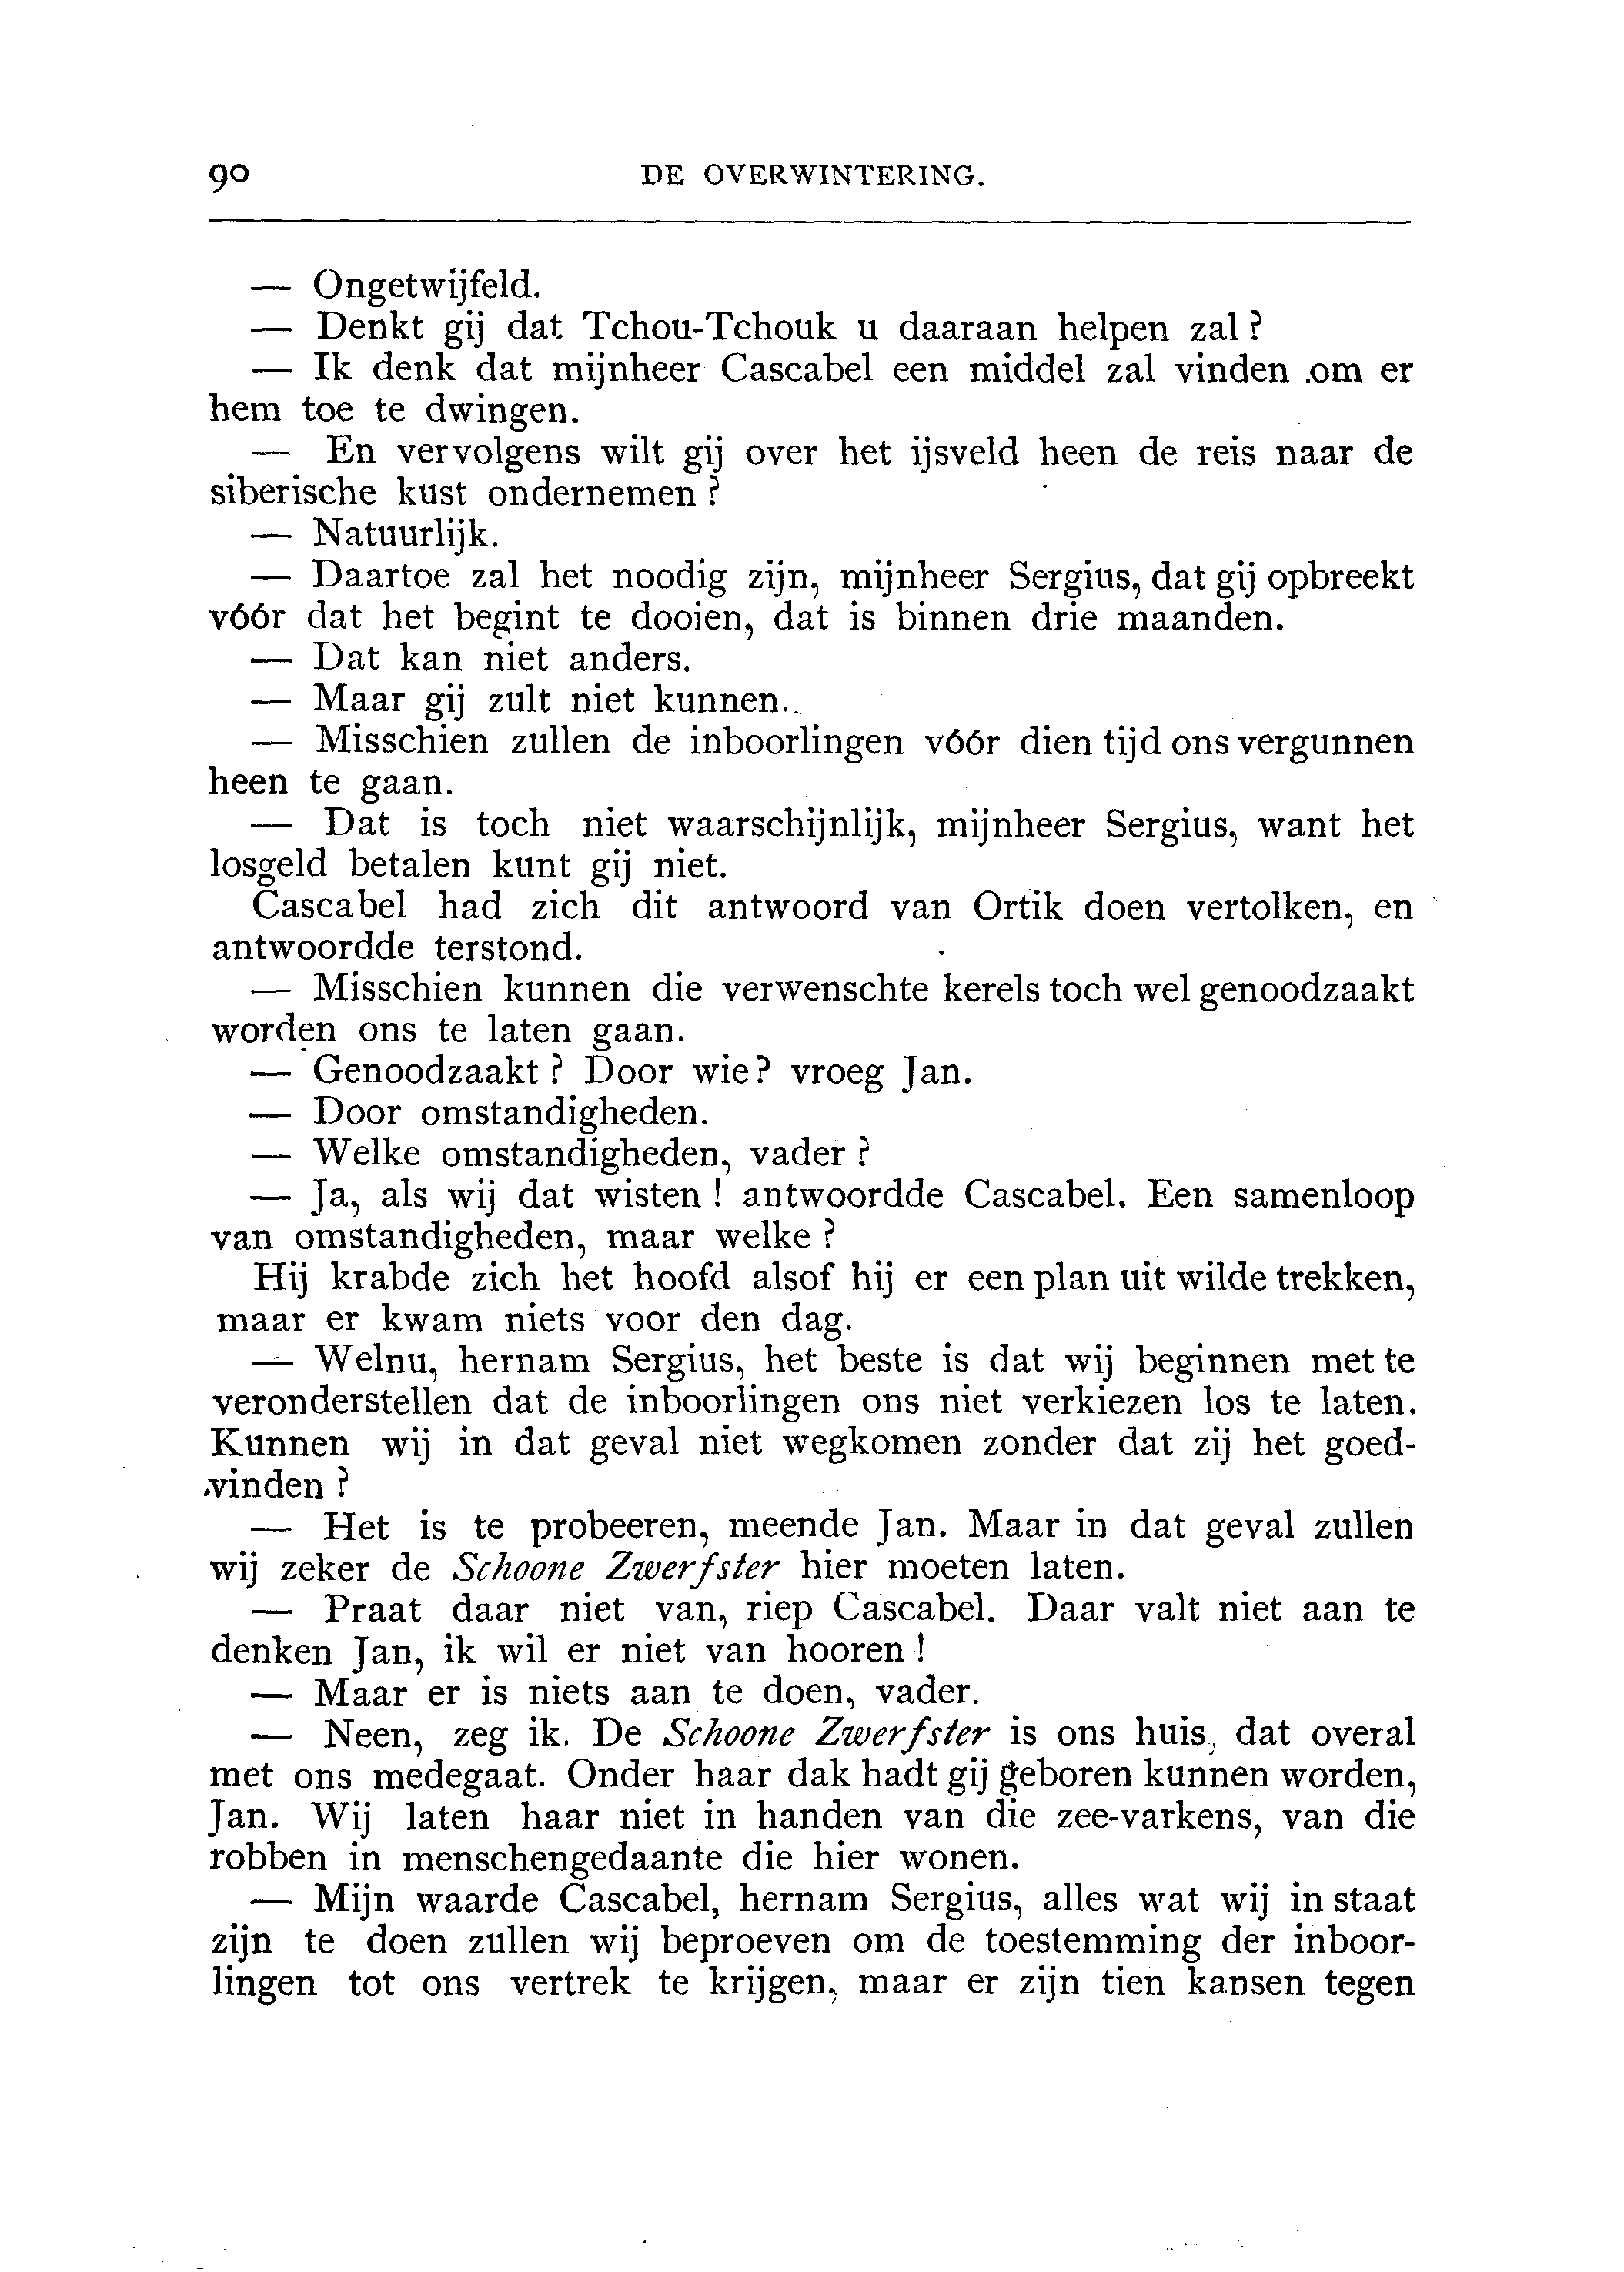 90 DE OVERWINTERING.
— Ongetwijfeld.
— Denkt gij dat Tchou-Tchouk u daaraan helpen zal?
— Ik denk dat mijnheer Cascabel een middel zal vinden om er
hem toe te dwingen.
— En vervolgens wilt gij over het ijsveld heen de reis naar de
siberische kust ondernemen?
— Natuurlijk.
— Daartoe zal het noodig zijn, mijnheer Sergius, dat gij opbreekt
vóór dat het begint te dooien, dat is binnen drie maanden.
— Dat kan niet anders.
— Maar gij zult niet kunnen..
— Misschien zullen de inboorlingen vóór dien tijd ons vergunnen
heen te gaan.
— Dat is toch niet waarschijnlijk, mijnheer Sergius, want het
losgeld betalen kunt gij niet.
Cascabel had zich dit antwoord van Ortik doen vertolken, en
antwoordde terstond.
— Misschien kunnen die verwenschte kerels toch wel genoodzaakt
worden ons te laten gaan.
— Genoodzaakt? Door wie? vroeg Jan.
— Door omstandigheden.
— Welke omstandigheden, vader?
— Ja, als wij dat wisten! antwoordde Cascabel. Een samenloop
van omstandigheden, maar welke?
Hij krabde zich het hoofd alsof hij er een plan uit wilde trekken,
maar er kwam niets voor den dag.
— Welnu, hernam Sergius, het beste is dat wij beginnen met te
veronderstellen dat de inboorlingen ons niet verkiezen los te laten.
Kunnen wij in dat geval niet wegkomen zonder dat zij het goed-
vinden?
— Het is te probeeren, meende Jan. Maar in dat geval zullen
wij zeker de Schoone Zwerfster hier moeten laten.
— Praat daar niet van, riep Cascabel. Daar valt niet aan te
denken Jan, ik wil er niet van hooren!
— Maar er is niets aan te doen, vader.
— Neen, zeg ik. De Schoone Zwerfster is ons huis, dat overal
met ons medegaat. Onder haar dak hadt gij geboren kunnen worden,
Jan. Wij laten haar niet in handen van die zee-varkens, van die
robben in menschengedaante die hier wonen.
— Mijn waarde Cascabel, hernam Sergius, alles wat wij in staat
zijn te doen zullen wij beproeven om de toestemming der inboor-
lingen tot ons vertrek te krijgen, maar er zijn tien kansen tegen